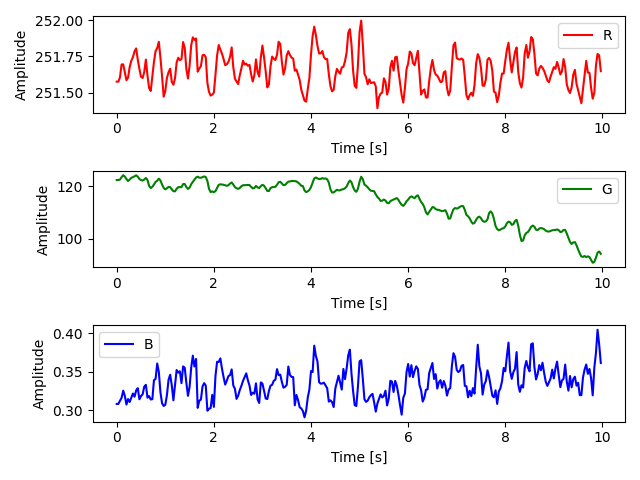 252.00
251.75
251.50
Amplitude
R
0 2 4 6 8 10
Time [s]
120
100
Amplitude
G
0 2 4 6 8 10
Time [s]
0.40
0.35
0.30
Amplitude
B
0 2 4 6 8 10
Time [s]